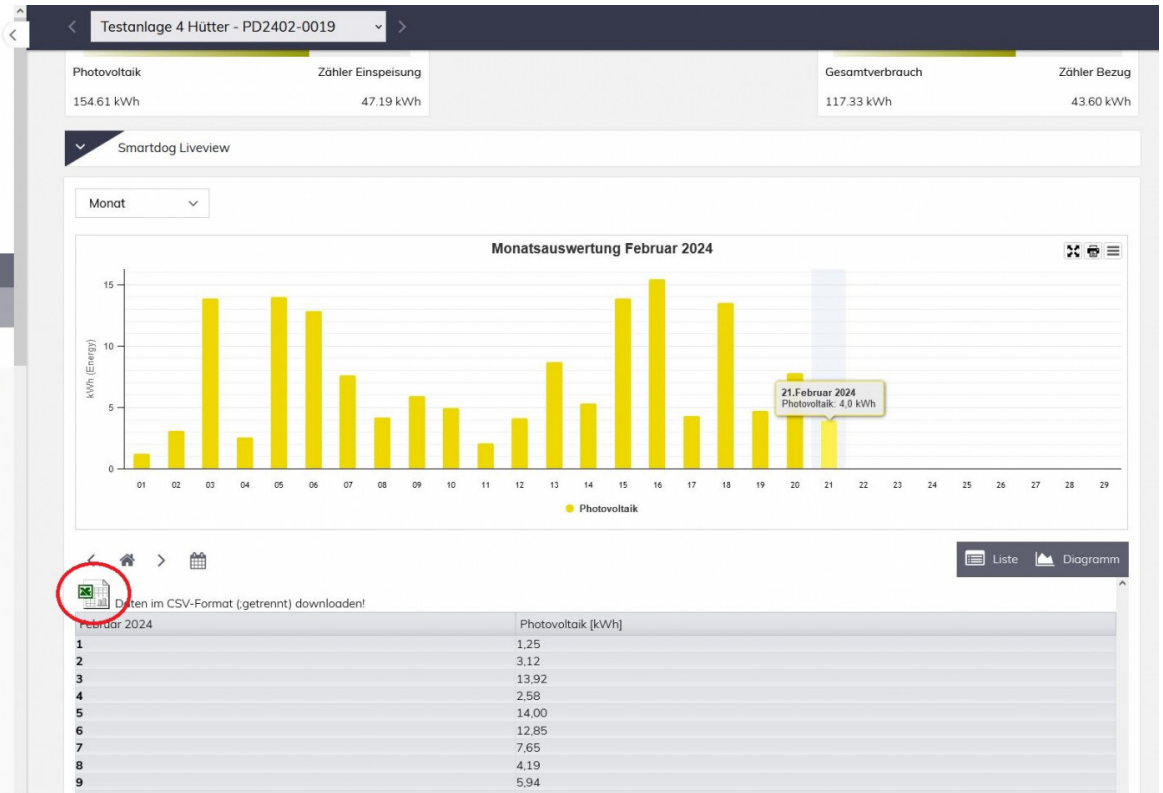 Testanlage 4 Hütter - PD2402-0019
Photovoltaik Zähler Einspeisung
154.61 kWh 47.19 kWh
Gesamtverbrauch Zähler Bezug
117.33 kWh 43.60 kWh
Smartdog Liveview
Monat
Monatsauswertung Februar 2024
kWh (Energy)
15
10
5
0
21.Februar 2024
Photovoltaik: 4,0 kWh
01 02 03 04 05 06 07 08 09 10 11 12 13 14 15 16 17 18 19 20 21 22 23 24 25 26 27 28 29
Photovoltaik
Liste Diagramm
Daten im CSV-Format (;getrennt) downloaden!
Februar 2024 Photovoltaik [kWh]
1 1,25
2 3,12
3 13,92
4 2,58
5 14,00
6 12,85
7 7,65
8 4,19
9 5,94